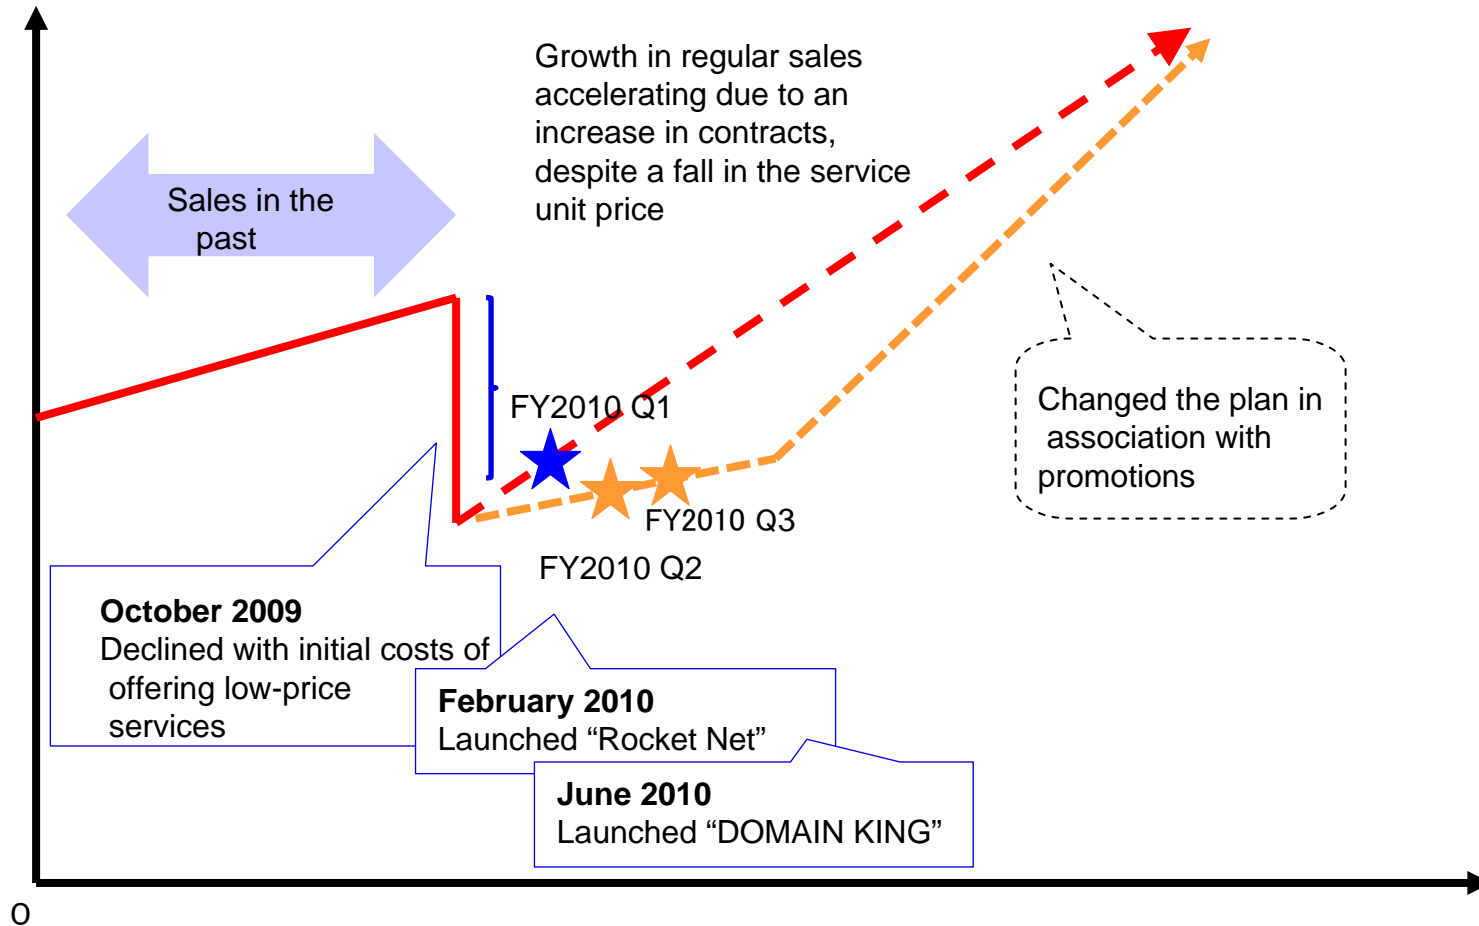 Growth in regular sales
accelerating due to an
increase in contracts,
despite a fall in the service
unit price
Sales in the
past
FY2010 Q1
Changed the plan in
association with
promotions
FY2010 Q3
FY2010 Q2
October 2009
Declined with initial costs of
offering low-price
services
February 2010
Launched “Rocket Net”
June 2010
Launched “DOMAIN KING”
O